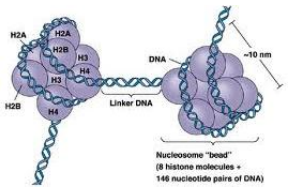 H2A
H2A
H2B
H3
H3
H4
H2B
H4
Linker DNA
DNA
~10 nm
Nucleosome "bead"
(8 histone molecules +
146 nucleotide pairs of DNA)